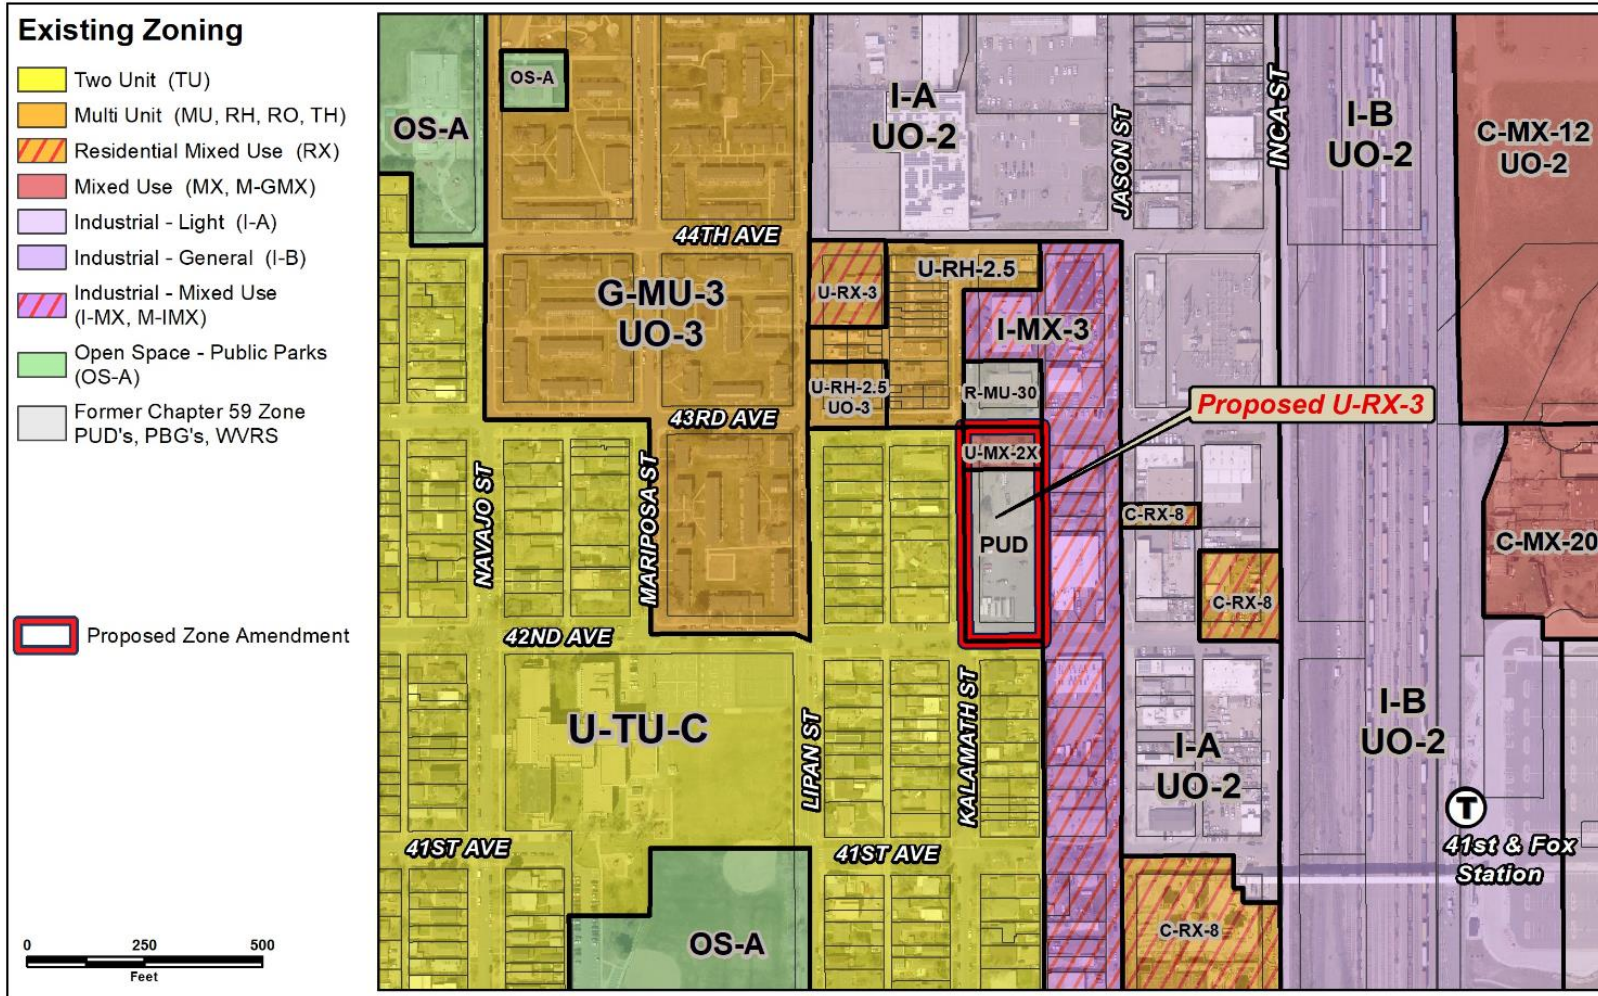 Existing Zoning
Two Unit (TU)
Multi Unit (MU, RH, RO, TH)
Residential Mixed Use (RX)
Mixed Use (MX, M-GMX)
Industrial - Light (I-A)
Industrial - General (I-B)
Industrial - Mixed Use
(I-MX, M-IMX)
Open Space - Public Parks
(OS-A)
Former Chapter 59 Zone
PUD's, PBG's, WVRS
Proposed Zone Amendment
0 250 500
Feet
OS-A
OS-A
I-A
UO-2
JASON ST
INCA ST
I-B
UO-2
C-MX-12
UO-2
44TH AVE
G-MU-3
UO-3
U-RX-3
U-RH-2.5
I-MX-3
U-RH-2.5
UO-3
R-MU-30
43RD AVE
Proposed U-RX-3
U-MX-2X
PUD
NAVAJO ST
MARIPOSA ST
C-RX-8
C-MX-20
C-RX-8
42ND AVE
U-TU-C
LIPAN ST
KALAMATH ST
I-A
UO-2
I-B
UO-2
T
41st & Fox
Station
41ST AVE
41ST AVE
OS-A
C-RX-8